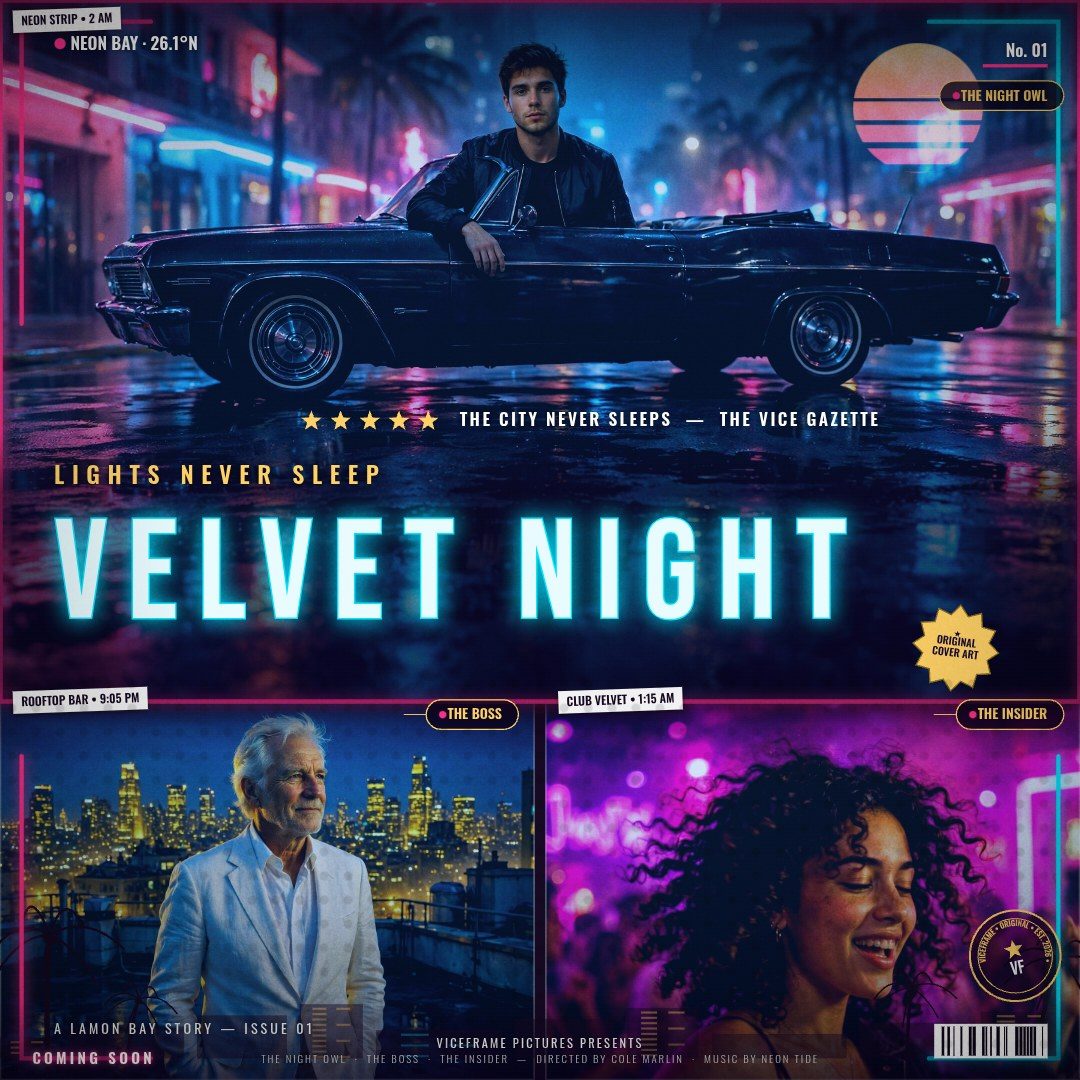 NEON STRIP • 2 AM
NEON BAY · 26.1°N
No. 01
THE NIGHT OWL
★★★★★ THE CITY NEVER SLEEPS — THE VICE GAZETTE
LIGHTS NEVER SLEEP
VELVET NIGHT
★
ORIGINAL
COVER ART
ROOFTOP BAR • 9:05 PM
THE BOSS
CLUB VELVET • 1:15 AM
THE INSIDER
VICEFRAME • ORIGINAL • EST. 2026 •
★
VF
A LAMON BAY STORY — ISSUE 01
COMING SOON
VICEFRAME PICTURES PRESENTS
THE NIGHT OWL · THE BOSS · THE INSIDER — DIRECTED BY COLE MARLIN · MUSIC BY NEON TIDE